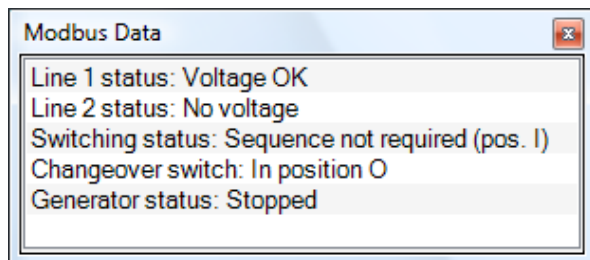 Modbus Data
Line 1 status: Voltage OK
Line 2 status: No voltage
Switching status: Sequence not required (pos. I)
Changeover switch: In position O
Generator status: Stopped